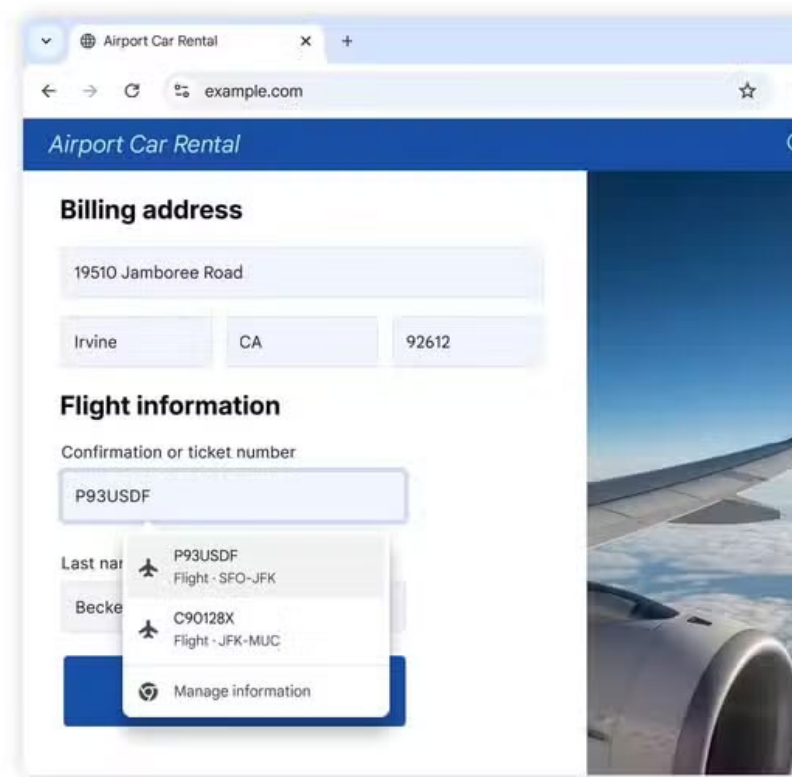 Airport Car Rental
example.com
Airport Car Rental
Billing address
19510 Jamboree Road
Irvine CA 92612
Flight information
Confirmation or ticket number
P93USDF
P93USDF
Flight · SFO-JFK
Last
C90128X
Flight · JFK-MUC
Manage information